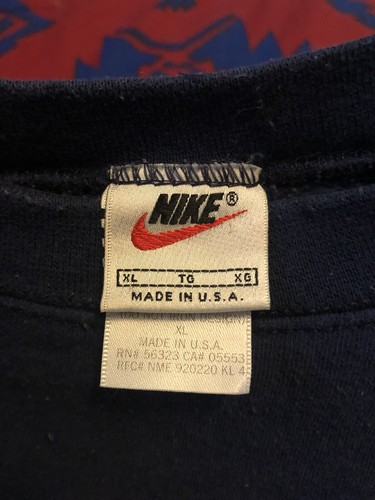 NIKE®
XL TG XG
MADE IN U.S.A.
XL
MADE IN U.S.A.
RN# 56323 CA# 05553
RFC# NME 920220 KL 4